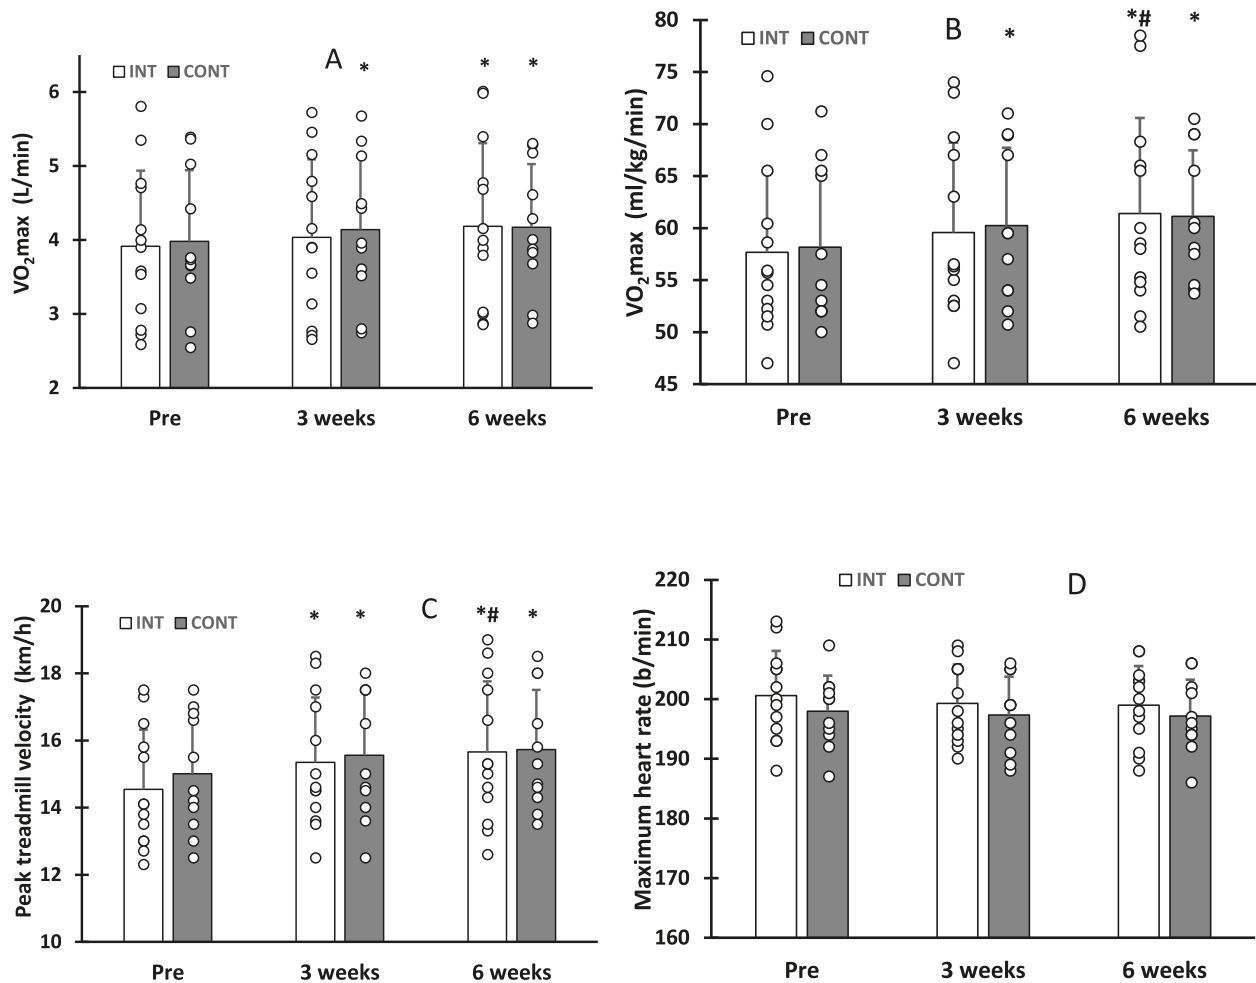 A
INT CONT
* * *
VO2max (L/min)
6
5
4
3
2
Pre 3 weeks 6 weeks
B
INT CONT
* *# *
VO2max (ml/kg/min)
80
75
70
65
60
55
50
45
Pre 3 weeks 6 weeks
C
INT CONT
* * *# *
Peak treadmill velocity (km/h)
20
18
16
14
12
10
Pre 3 weeks 6 weeks
D
INT CONT
Maximum heart rate (b/min)
220
210
200
190
180
170
160
Pre 3 weeks 6 weeks